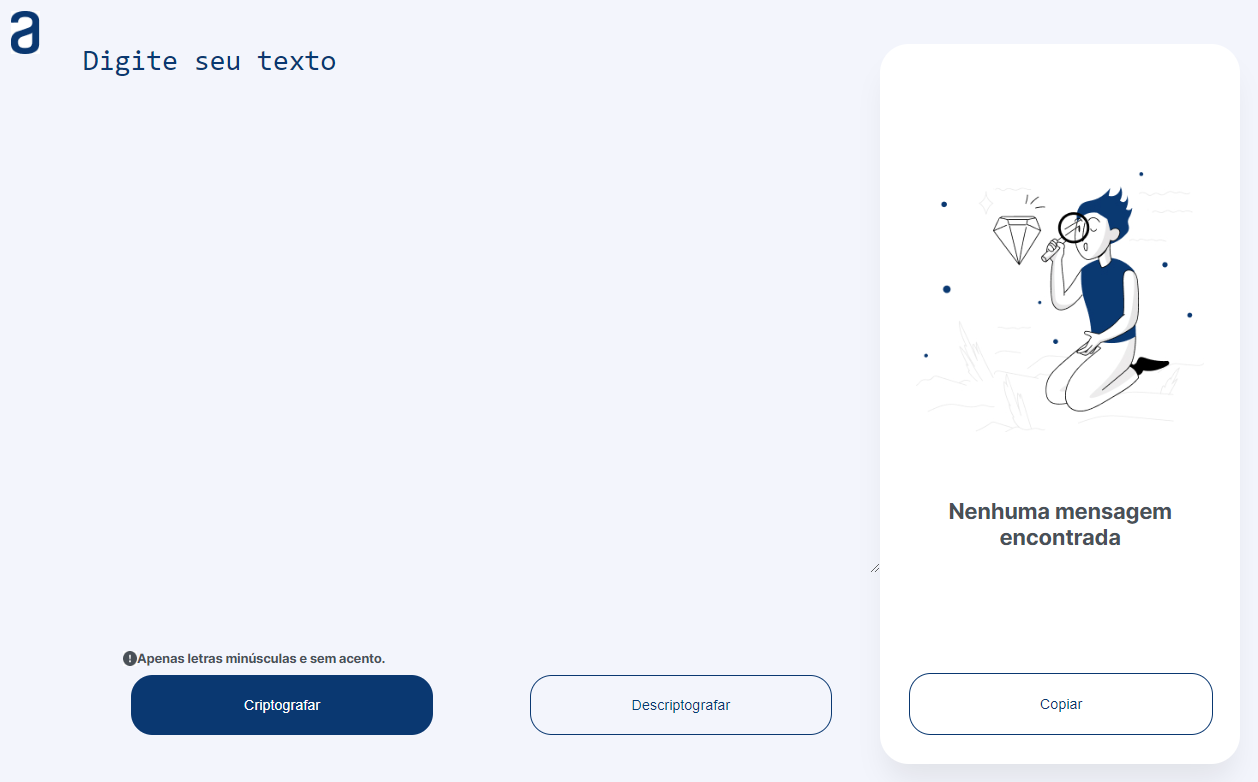 a
Digite seu texto
Nenhuma mensagem
encontrada
Apenas letras minúsculas e sem acento.
Criptografar
Descriptografar
Copiar